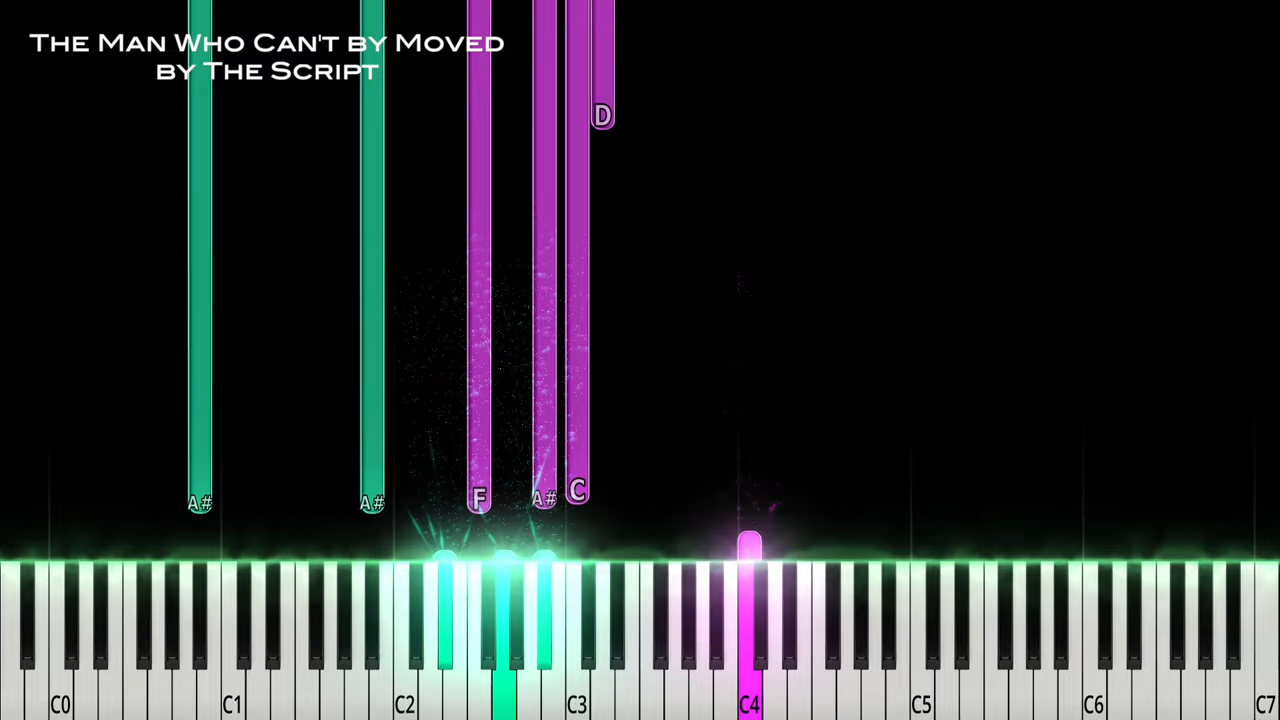 The Man Who Can't by Moved
by The Script
D
A#
A#
F
A#
C
C0
C1
C2
C3
C4
C5
C6
C7